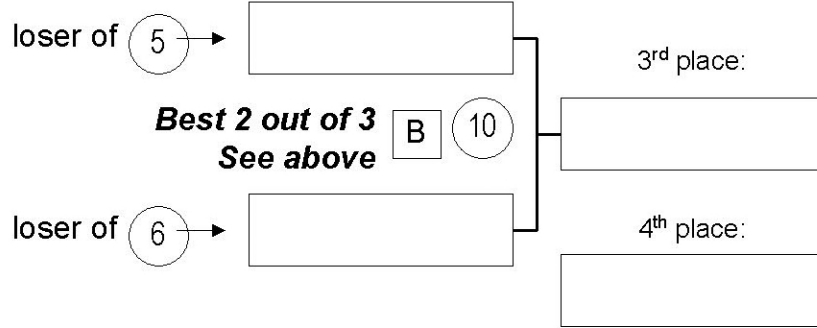 loser of 5
3rd place:
Best 2 out of 3 B 10
See above
loser of 6
4th place: